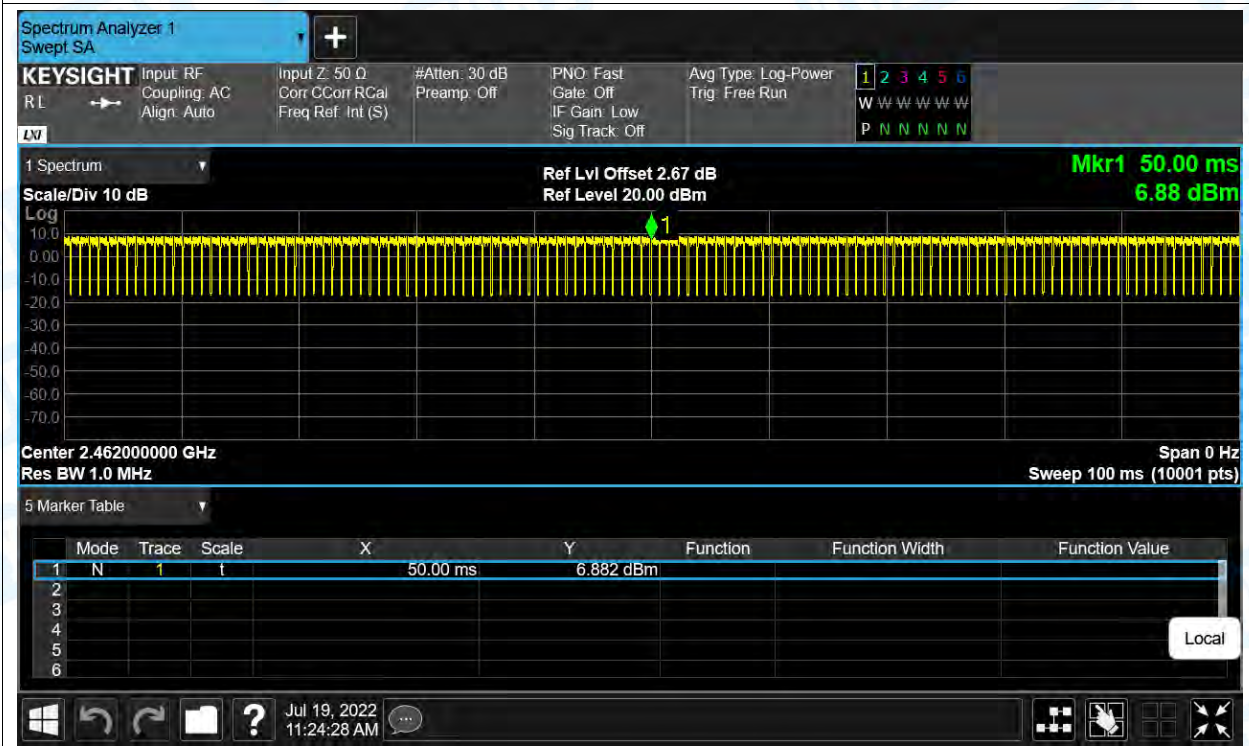 Spectrum Analyzer 1
Swept SA
+
KEYSIGHT Input: RF Input Z: 50 Ω #Atten: 30 dB PNO: Fast Avg Type: Log-Power 1 2 3 4 5 6
RL Coupling: AC Corr CCorr RCal Preamp: Off Gate: Off Trig: Free Run
Align: Auto Freq Ref: Int (S) IF Gain: Low W W W W W W
LXI Sig Track: Off P N N N N N
1 Spectrum Ref Lvl Offset 2.67 dB Mkr1 50.00 ms
Scale/Div 10 dB Ref Level 20.00 dBm 6.88 dBm
Log
1
10.0
0.00
-10.0
-20.0
-30.0
-40.0
-50.0
-60.0
-70.0
Center 2.462000000 GHz Span 0 Hz
Res BW 1.0 MHz Sweep 100 ms (10001 pts)
5 Marker Table
Mode Trace Scale X Y Function Function Width Function Value
1 N 1 t 50.00 ms 6.882 dBm
2
3
4
5
6
Local
? Jul 19, 2022
11:24:28 AM